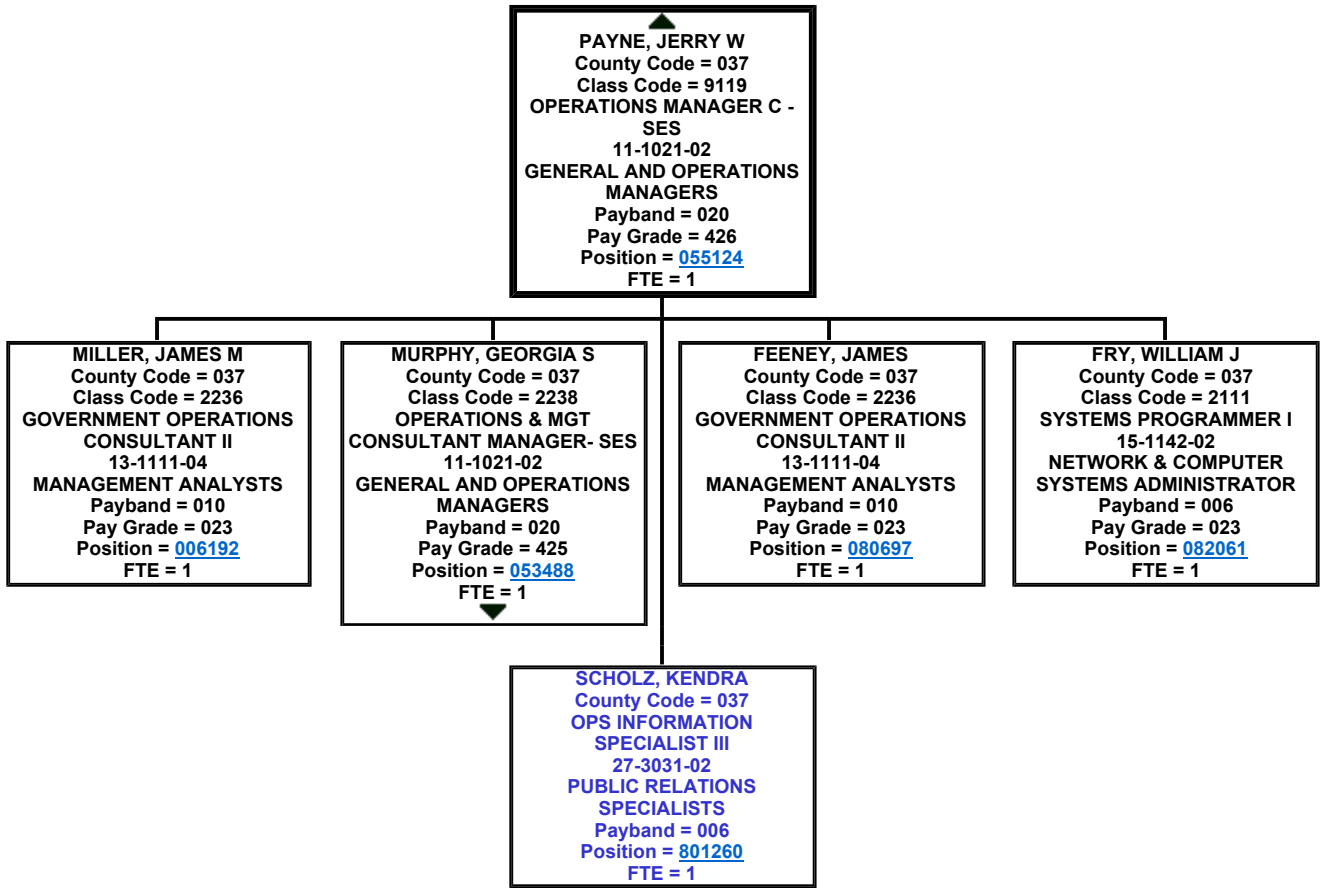 PAYNE, JERRY W
County Code = 037
Class Code = 9119
OPERATIONS MANAGER C -
SES
11-1021-02
GENERAL AND OPERATIONS
MANAGERS
Payband = 020
Pay Grade = 426
Position = 055124
FTE = 1
MILLER, JAMES M
County Code = 037
Class Code = 2236
GOVERNMENT OPERATIONS
CONSULTANT II
13-1111-04
MANAGEMENT ANALYSTS
Payband = 010
Pay Grade = 023
Position = 006192
FTE = 1
MURPHY, GEORGIA S
County Code = 037
Class Code = 2238
OPERATIONS & MGT
CONSULTANT MANAGER- SES
11-1021-02
GENERAL AND OPERATIONS
MANAGERS
Payband = 020
Pay Grade = 425
Position = 053488
FTE = 1
FEENEY, JAMES
County Code = 037
Class Code = 2236
GOVERNMENT OPERATIONS
CONSULTANT II
13-1111-04
MANAGEMENT ANALYSTS
Payband = 010
Pay Grade = 023
Position = 080697
FTE = 1
FRY, WILLIAM J
County Code = 037
Class Code = 2111
SYSTEMS PROGRAMMER I
15-1142-02
NETWORK & COMPUTER
SYSTEMS ADMINISTRATOR
Payband = 006
Pay Grade = 023
Position = 082061
FTE = 1
SCHOLZ, KENDRA
County Code = 037
OPS INFORMATION
SPECIALIST III
27-3031-02
PUBLIC RELATIONS
SPECIALISTS
Payband = 006
Position = 801260
FTE = 1